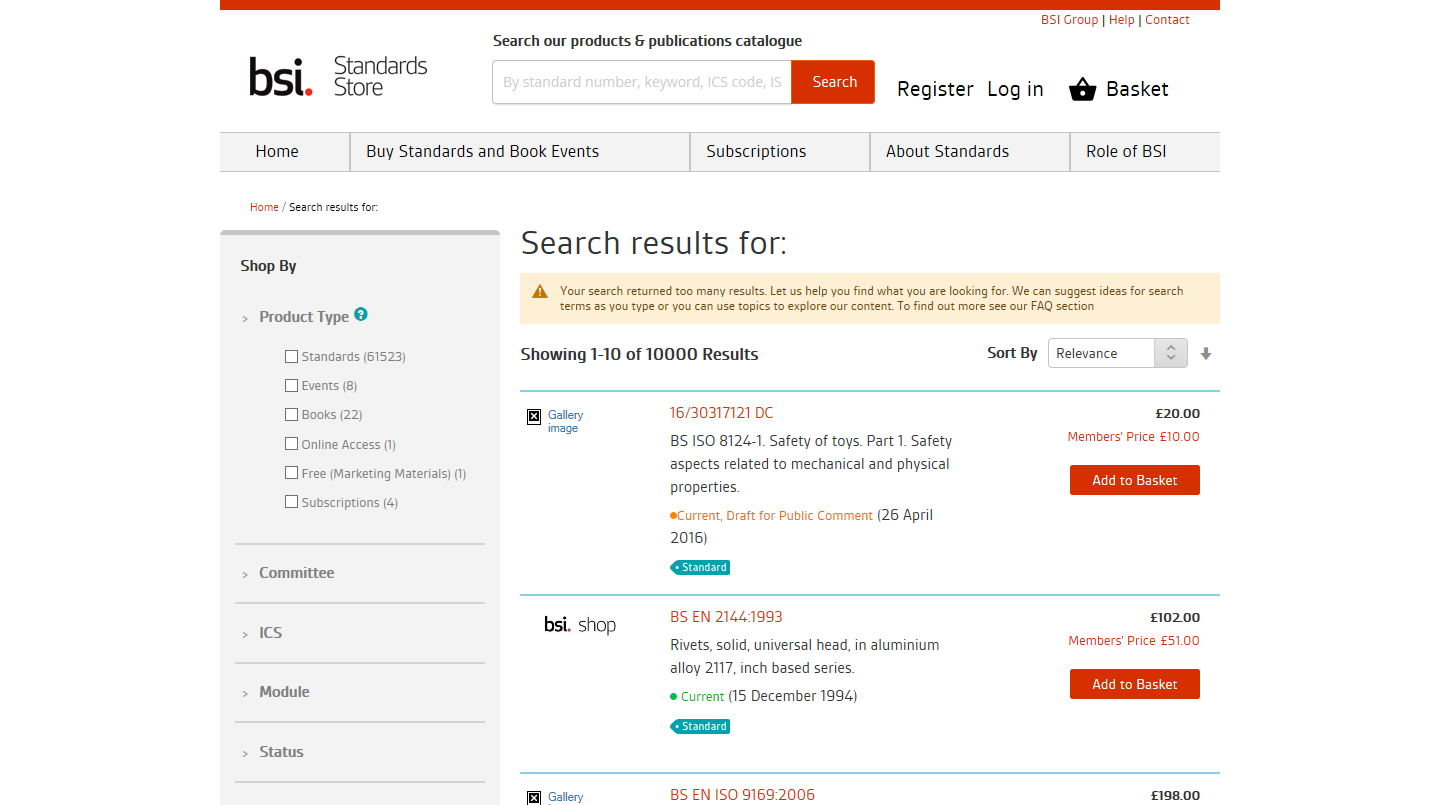 BSI Group | Help | Contact
Search our products & publications catalogue
bsi. Standards
Store
By standard number, keyword, ICS code, IS
Search
Register
Log in
Basket
Home
Buy Standards and Book Events
Subscriptions
About Standards
Role of BSI
Home / Search results for:
Shop By
> Product Type ?
Standards (61523)
Events (8)
Books (22)
Online Access (1)
Free (Marketing Materials) (1)
Subscriptions (4)
> Committee
> ICS
> Module
> Status
Search results for:
Your search returned too many results. Let us help you find what you are looking for. We can suggest ideas for search
terms as you type or you can use topics to explore our content. To find out more see our FAQ section
Showing 1-10 of 10000 Results
Sort By
Relevance
Gallery
image
16/30317121 DC
BS ISO 8124-1. Safety of toys. Part 1. Safety
aspects related to mechanical and physical
properties.
Current, Draft for Public Comment (26 April
2016)
Standard
£20.00
Members' Price £10.00
Add to Basket
bsi. shop
BS EN 2144:1993
Rivets, solid, universal head, in aluminium
alloy 2117, inch based series.
Current (15 December 1994)
Standard
£102.00
Members' Price £51.00
Add to Basket
Gallery
BS EN ISO 9169:2006
£198.00